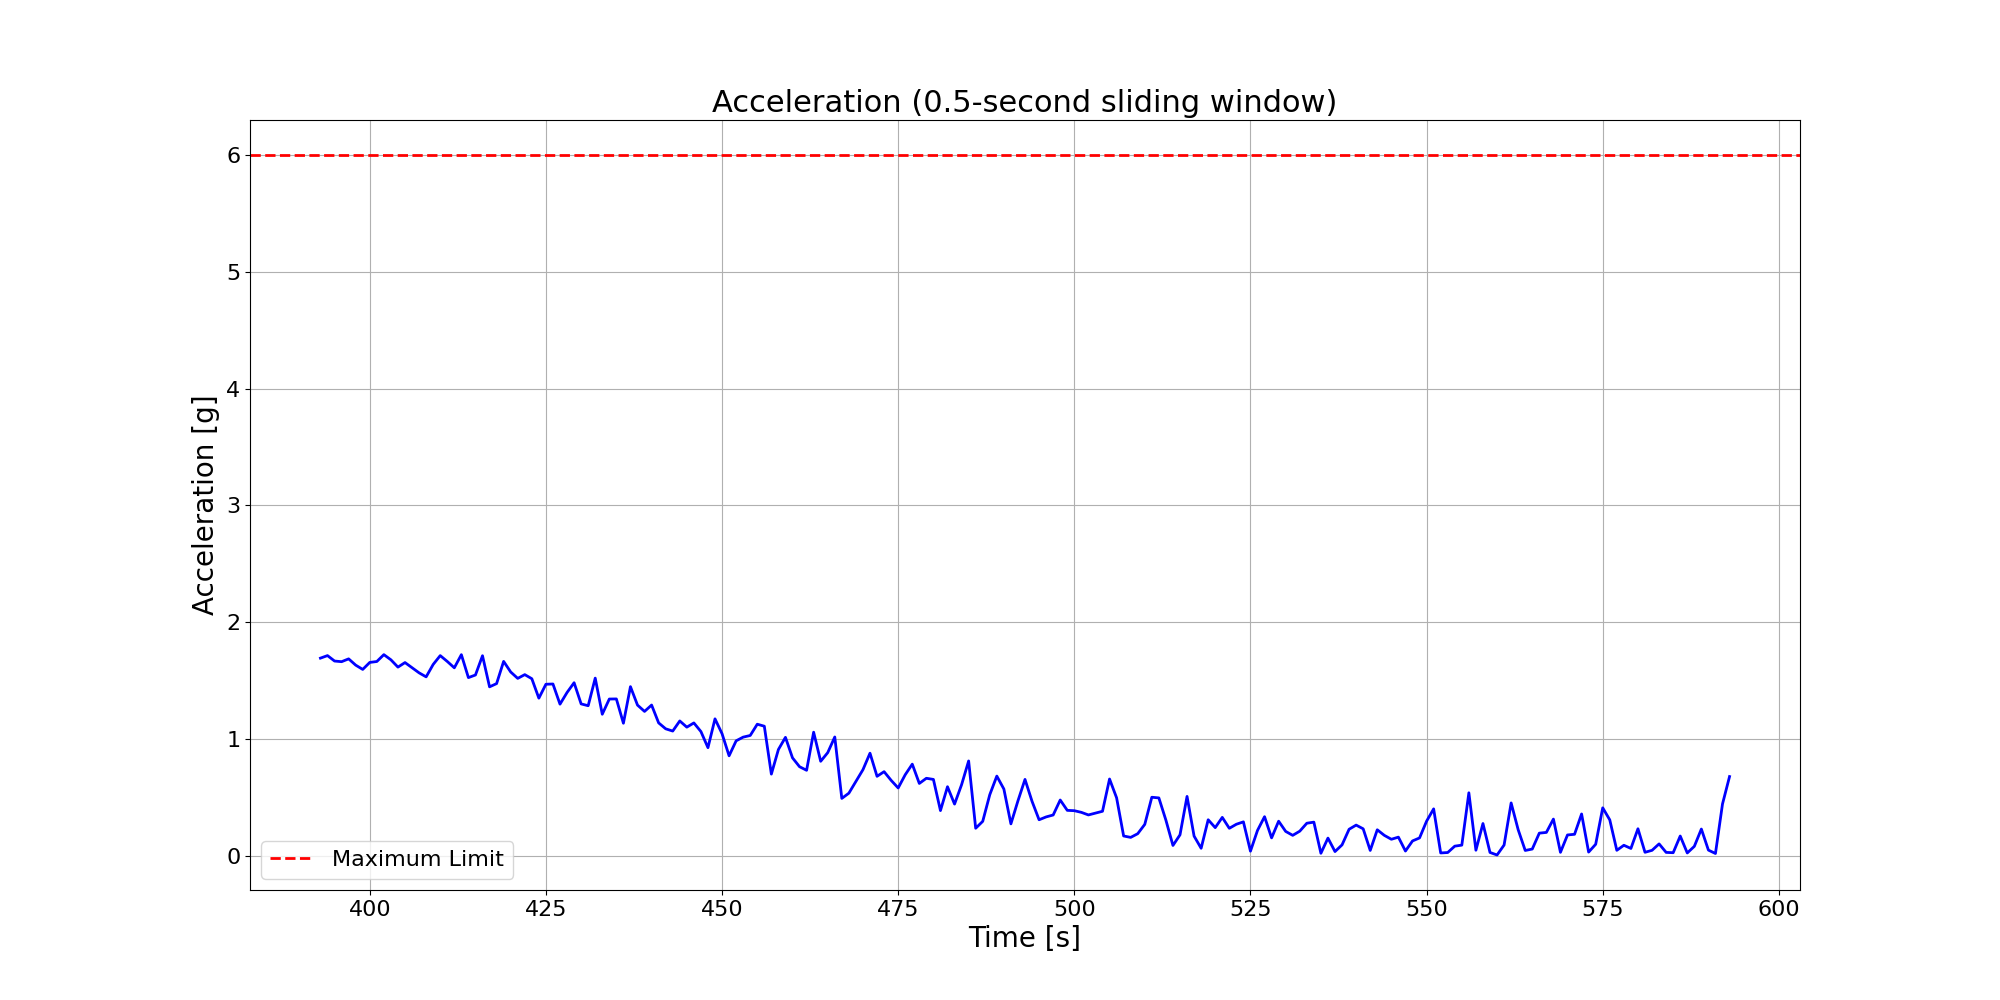 Acceleration (0.5-second sliding window)
Acceleration [g]
6
5
4
3
2
1
0
Maximum Limit
400 425 450 475 500 525 550 575 600
Time [s]